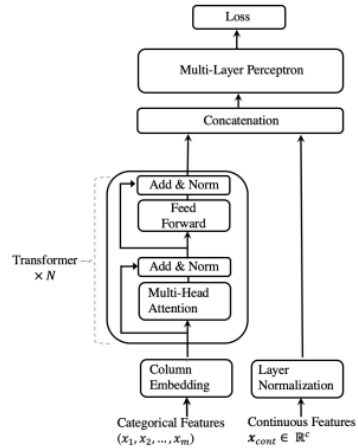 Loss
Multi-Layer Perceptron
Concatenation
Add & Norm
Feed
Forward
Add & Norm
Multi-Head
Attention
Transformer
× N
Column
Embedding
Layer
Normalization
Categorical Features
(x₁, x₂, ..., xₘ)
Continuous Features
x_cont ∈ ℝᶜ